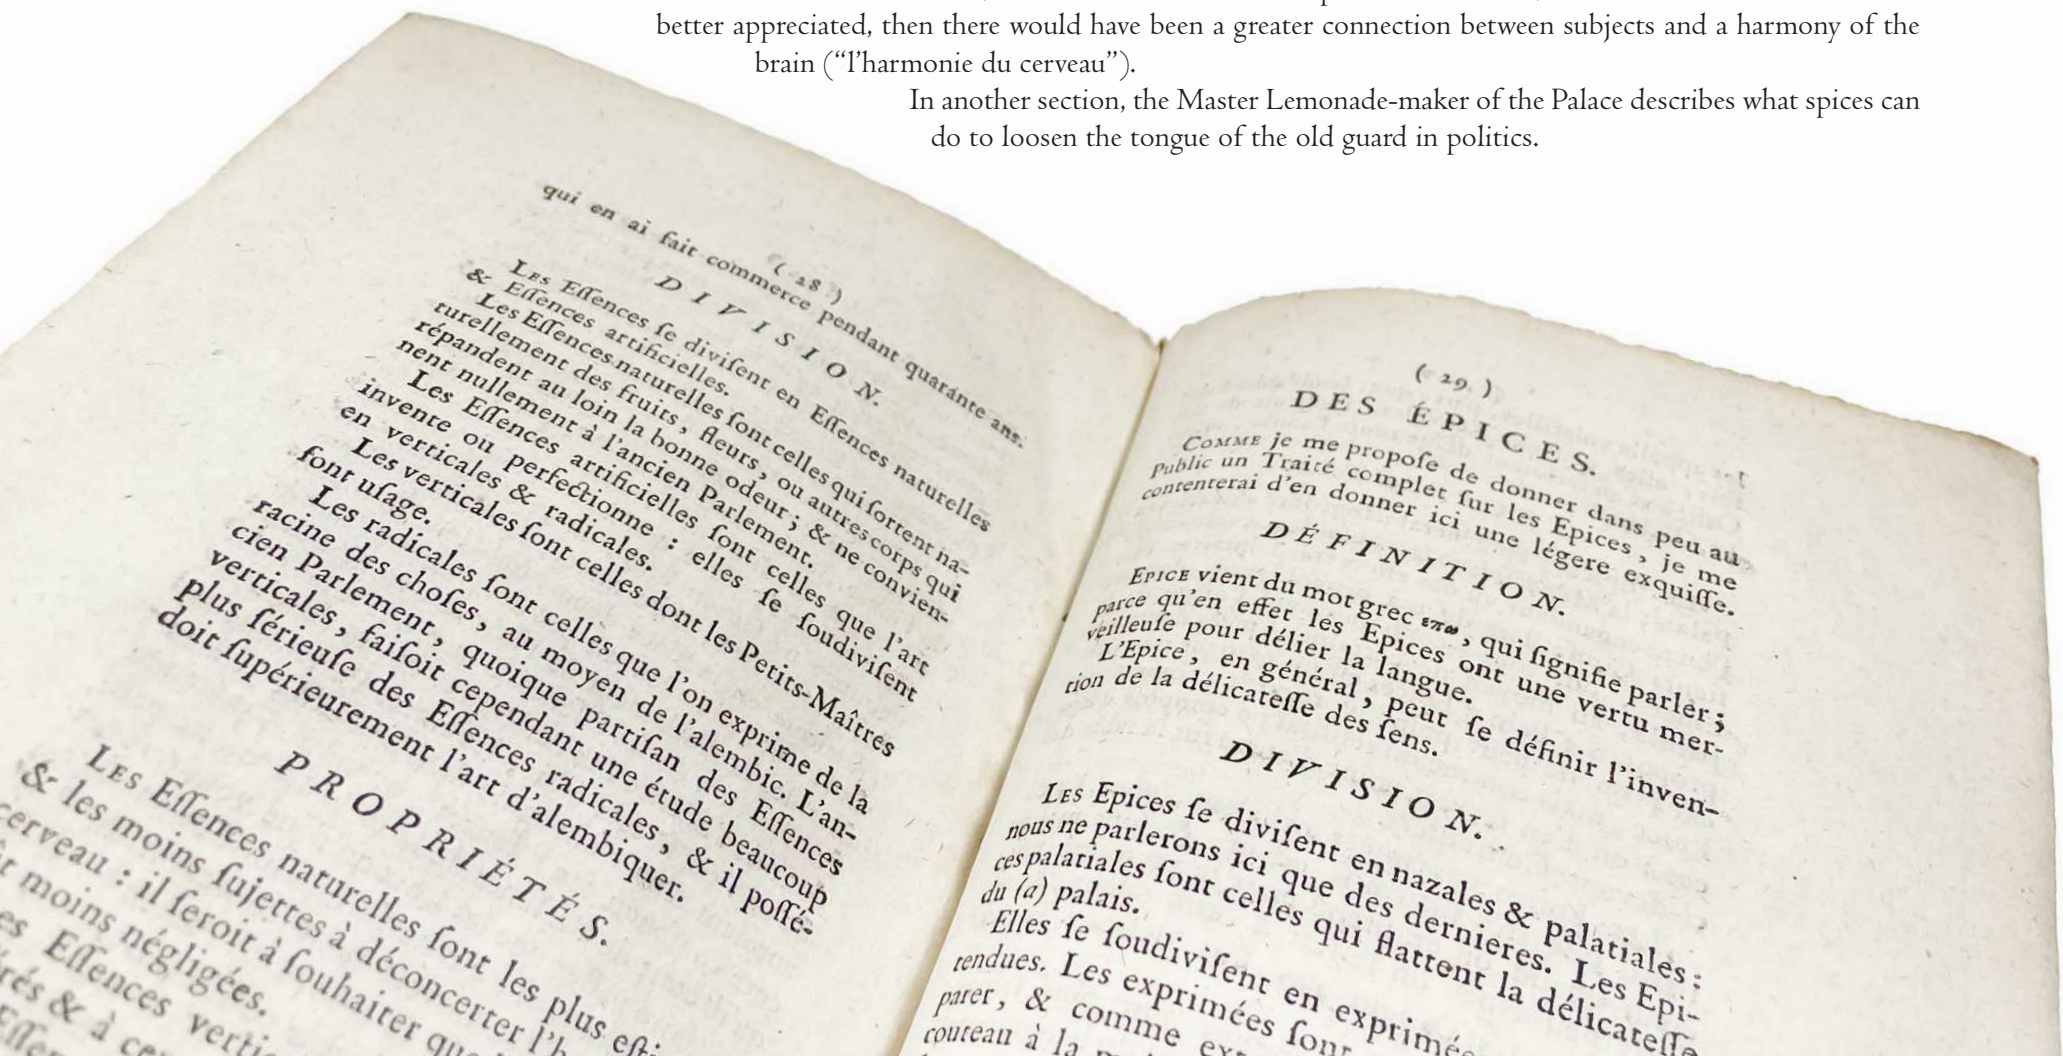 better appreciated, then there would have been a greater connection between subjects and a harmony of the
brain (“l’harmonie du cerveau”).
In another section, the Master Lemonade-maker of the Palace describes what spices can
do to loosen the tongue of the old guard in politics.
( 28 )
qui en ai fait commerce pendant quarante ans.
DIVISION.
LES Eſſences ſe diviſent en Eſſences naturelles
& Eſſences artificielles.
Les Eſſences naturelles ſont celles qui ſortent na-
turellement des fruits, fleurs, ou autres corps qui
répandent au loin la bonne odeur ; & ne convien-
nent nullement à l'ancien Parlement.
Les Eſſences artificielles ſont celles que l'art
invente ou perfectionne : elles ſe ſoudiviſent
en verticales & radicales.
Les verticales ſont celles dont les Petits-Maîtres
ſont uſage.
Les radicales ſont celles que l'on exprime de la
racine des choſes, au moyen de l'alembic. L'an-
cien Parlement, quoique partiſan des Eſſences
verticales, faiſoit cependant une étude beaucoup
plus ſérieuſe des Eſſences radicales, & il poſſé-
doit ſupérieurement l'art d'alembiquer.
PROPRIÉTÉS.
LES Eſſences naturelles ſont les plus
& les moins ſujettes à déconcerter
cerveau : il ſeroit à ſouhaiter
moins négligées.
Eſſences
& à
( 29 )
DES ÉPICES.
COMME je me propoſe de donner dans peu au
Public un Traité complet ſur les Epices, je me
contenterai d'en donner ici une légere exquiſſe.
DÉFINITION.
EPICE vient du mot grec επω, qui ſignifie parler ;
parce qu'en effet les Epices ont une vertu mer-
veilleuſe pour délier la langue.
L'Epice, en général, peut ſe définir l'inven-
tion de la délicateſſe des ſens.
DIVISION.
LES Epices ſe diviſent en nazales & palatiales :
nous ne parlerons ici que des dernieres. Les Epi-
ces palatiales ſont celles qui flattent la délicateſſe
du (a) palais.
Elles ſe ſoudiviſent en
tendues. Les exprimées ſont
parer, & comme
couteau à la